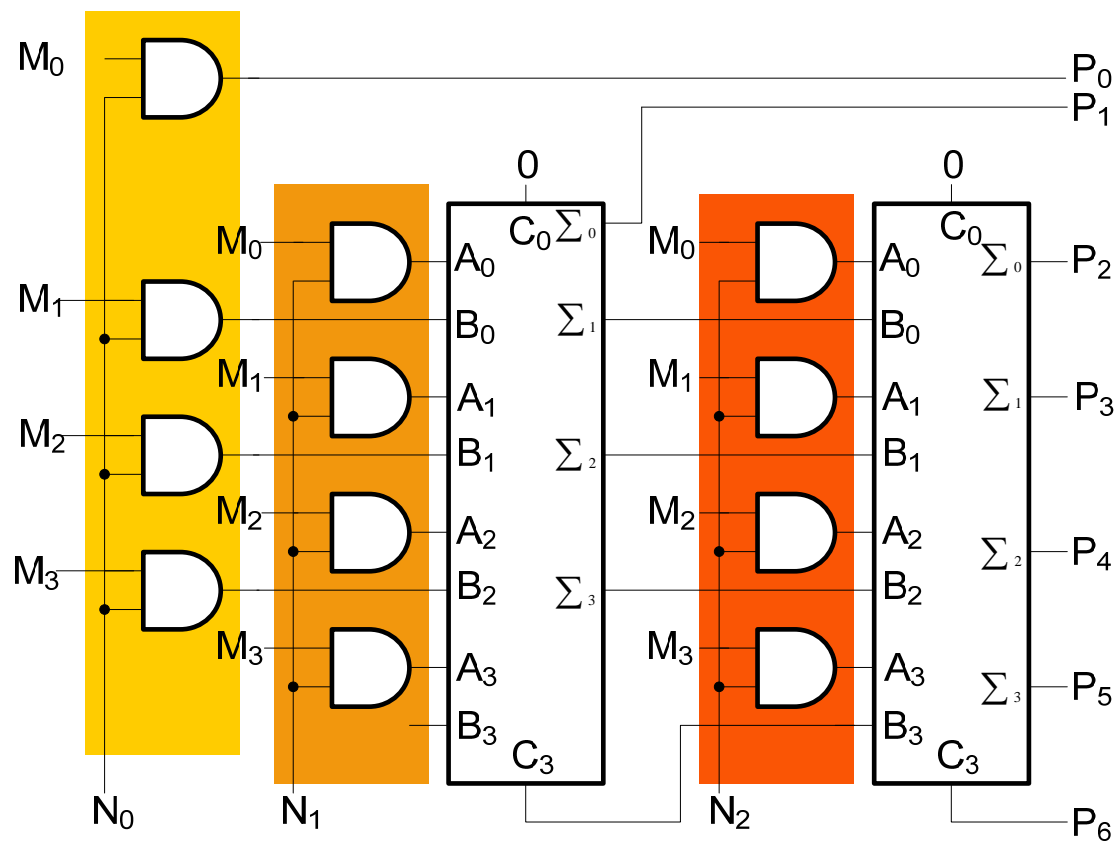 M₀ P₀
P₁
0 0
C₀ Σ₀ C₀
M₀ A₀ M₀ A₀ Σ₀ P₂
M₁ B₀ Σ₁ B₀
M₁ A₁ M₁ A₁ Σ₁ P₃
M₂ B₁ Σ₂ B₁
M₂ A₂ M₂ A₂ Σ₂ P₄
M₃ B₂ Σ₃ B₂
M₃ A₃ M₃ A₃ Σ₃ P₅
B₃ B₃
C₃ C₃
N₀ N₁ N₂ P₆